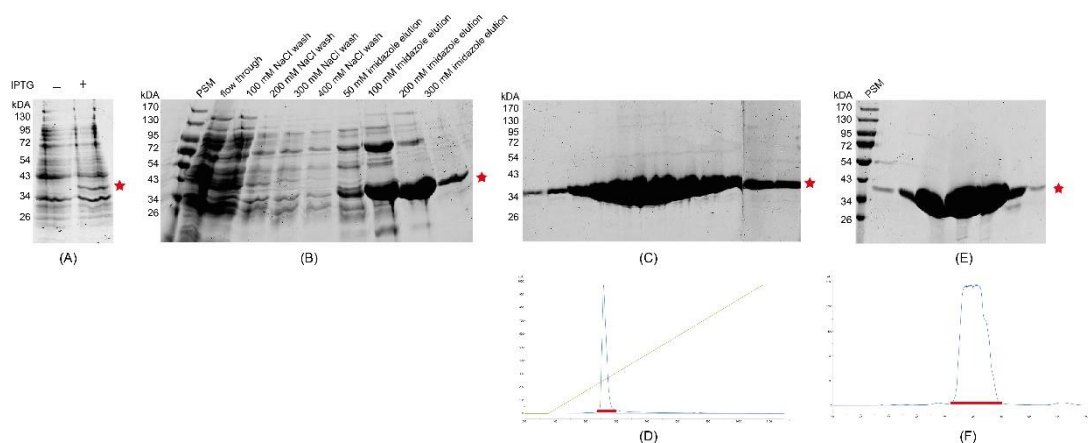 IPTG – +
kDa
170
130
95
72
54
43
34
26
(A)
PSM
flow through
100 mM NaCl wash
200 mM NaCl wash
300 mM NaCl wash
400 mM NaCl wash
50 mM imidazole elution
100 mM imidazole elution
200 mM imidazole elution
300 mM imidazole elution
kDa
170
130
95
72
54
43
34
26
(B)
kDa
170
130
95
72
54
43
34
26
(C)
(D)
PSM
kDa
170
130
95
72
54
43
34
26
(E)
(F)